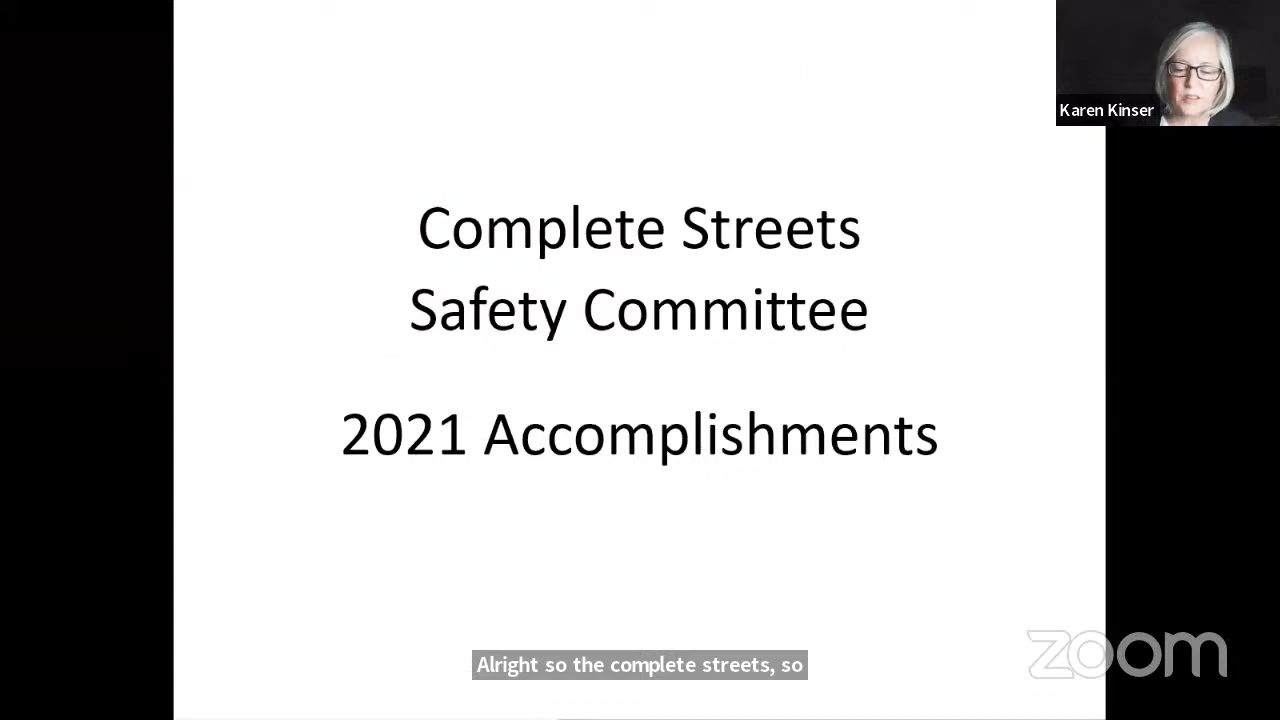 Karen Kinser
Complete Streets
Safety Committee
2021 Accomplishments
Alright so the complete streets, so
zoom